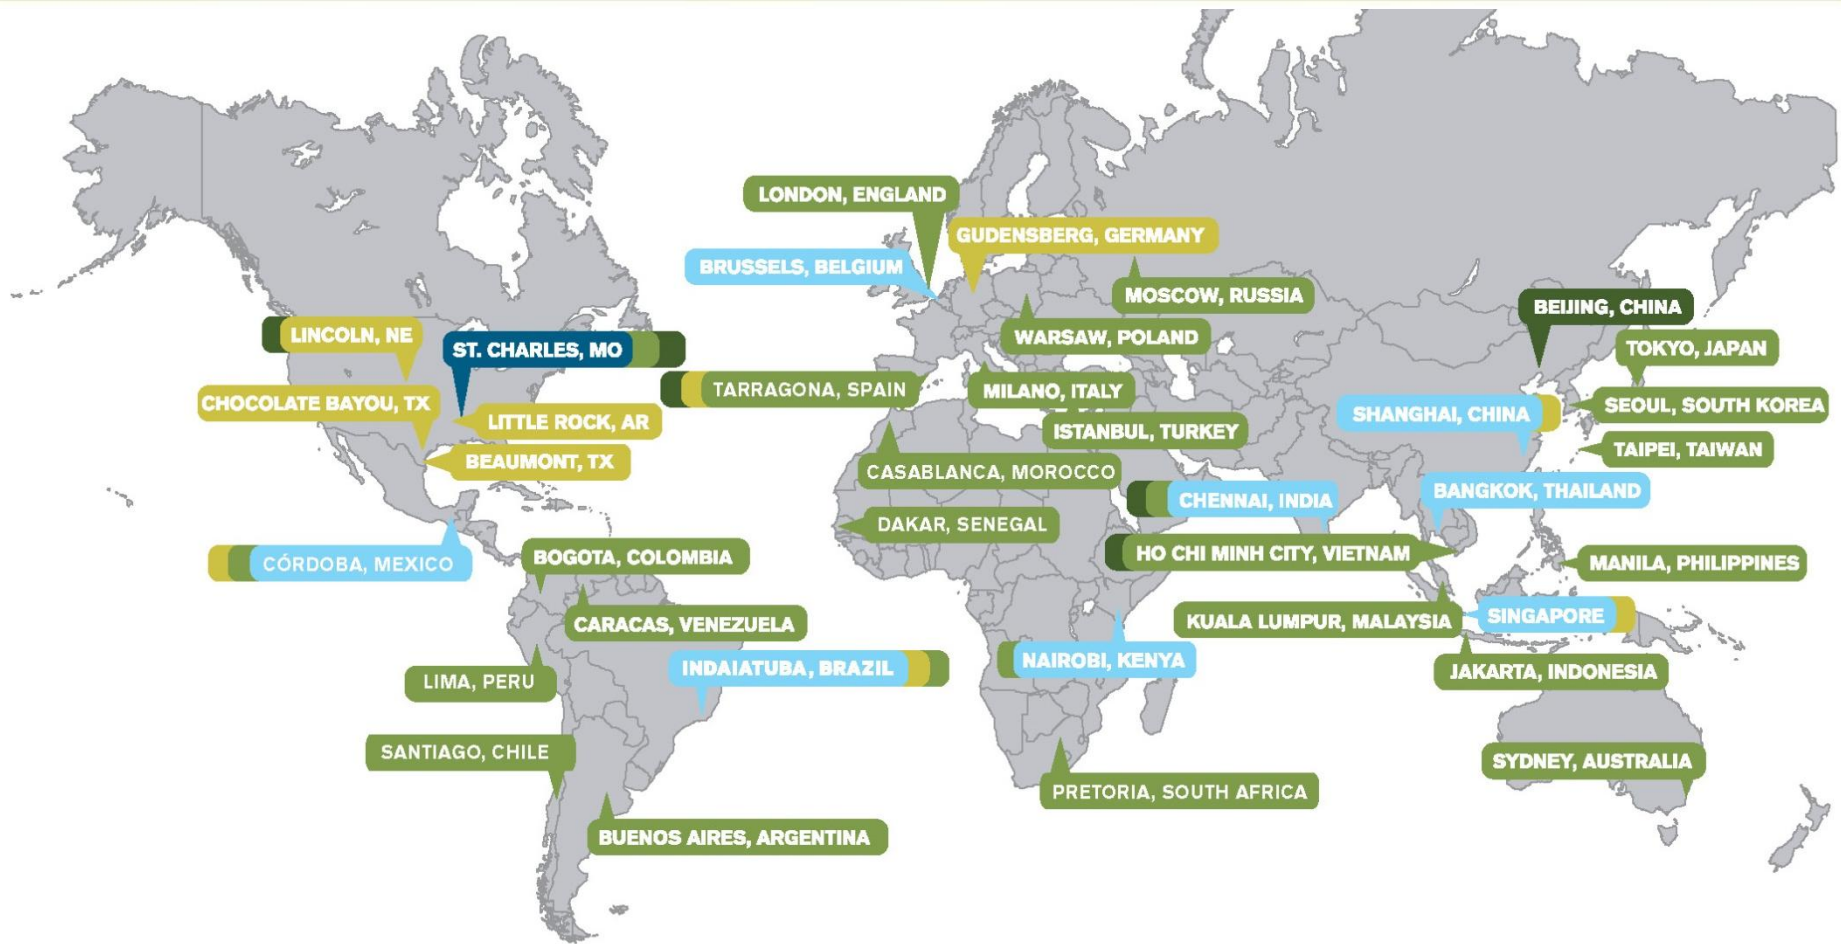 LONDON, ENGLAND
GUDENSBERG, GERMANY
BRUSSELS, BELGIUM
MOSCOW, RUSSIA
BEIJING, CHINA
LINCOLN, NE
ST. CHARLES, MO
WARSAW, POLAND
TOKYO, JAPAN
TARRAGONA, SPAIN
MILANO, ITALY
CHOCOLATE BAYOU, TX
SEOUL, SOUTH KOREA
SHANGHAI, CHINA
LITTLE ROCK, AR
ISTANBUL, TURKEY
TAIPEI, TAIWAN
BEAUMONT, TX
CASABLANCA, MOROCCO
CHENNAI, INDIA
BANGKOK, THAILAND
DAKAR, SENEGAL
HO CHI MINH CITY, VIETNAM
BOGOTA, COLOMBIA
CÓRDOBA, MEXICO
MANILA, PHILIPPINES
CARACAS, VENEZUELA
KUALA LUMPUR, MALAYSIA
SINGAPORE
NAIROBI, KENYA
INDAIATUBA, BRAZIL
JAKARTA, INDONESIA
LIMA, PERU
SANTIAGO, CHILE
SYDNEY, AUSTRALIA
PRETORIA, SOUTH AFRICA
BUENOS AIRES, ARGENTINA